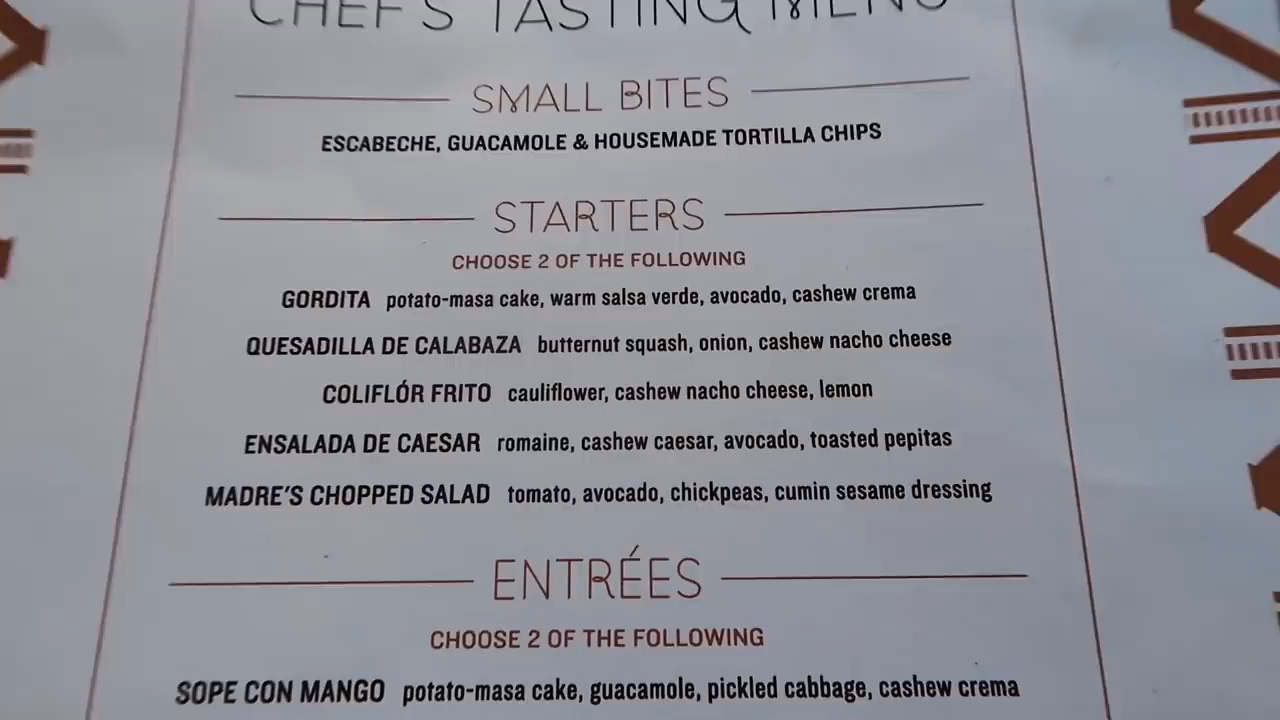 CHEF'S TASTING MENU
SMALL BITES
ESCABECHE, GUACAMOLE & HOUSEMADE TORTILLA CHIPS
STARTERS
CHOOSE 2 OF THE FOLLOWING
GORDITA potato-masa cake, warm salsa verde, avocado, cashew crema
QUESADILLA DE CALABAZA butternut squash, onion, cashew nacho cheese
COLIFLÓR FRITO cauliflower, cashew nacho cheese, lemon
ENSALADA DE CAESAR romaine, cashew caesar, avocado, toasted pepitas
MADRE'S CHOPPED SALAD tomato, avocado, chickpeas, cumin sesame dressing
ENTRÉES
CHOOSE 2 OF THE FOLLOWING
SOPE CON MANGO potato-masa cake, guacamole, pickled cabbage, cashew crema